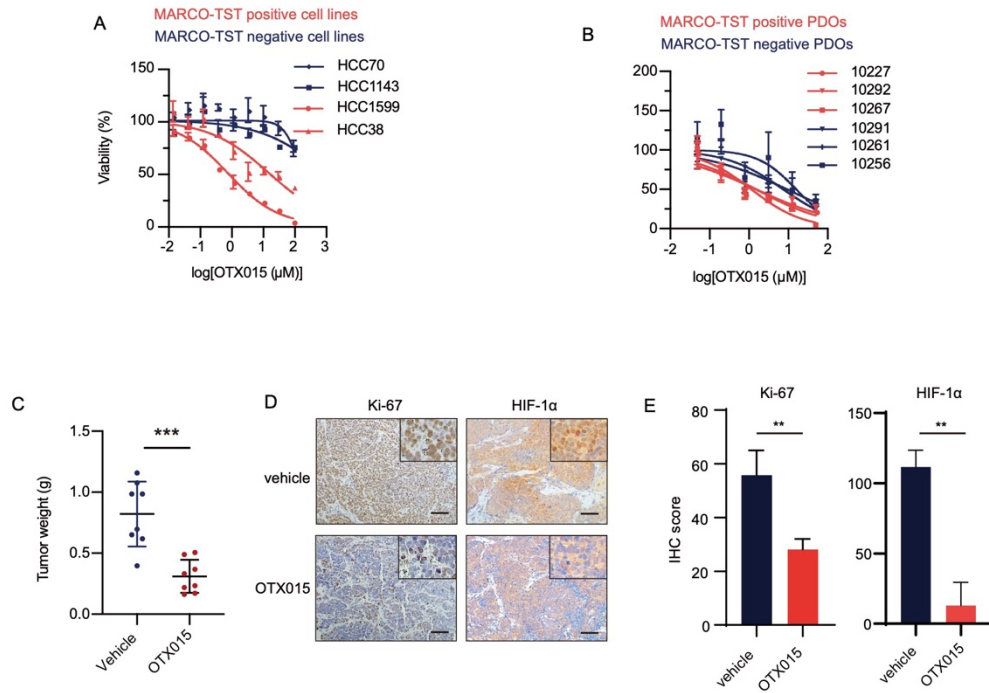 A
MARCO-TST positive cell lines
MARCO-TST negative cell lines
150
100
50
0
Viability (%)
-2 -1 0 1 2 3
log[OTX015 (μM)]
HCC70
HCC1143
HCC1599
HCC38
B
MARCO-TST positive PDOs
MARCO-TST negative PDOs
200
150
100
50
0
-2 -1 0 1 2
log[OTX015 (μM)]
10227
10292
10267
10291
10261
10256
C
1.5
1.0
0.5
0.0
Tumor weight (g)
***
Vehicle
OTX015
D
Ki-67
HIF-1α
vehicle
OTX015
E
Ki-67
80
60
40
20
0
IHC score
**
vehicle
OTX015
HIF-1α
150
100
50
0
**
vehicle
OTX015